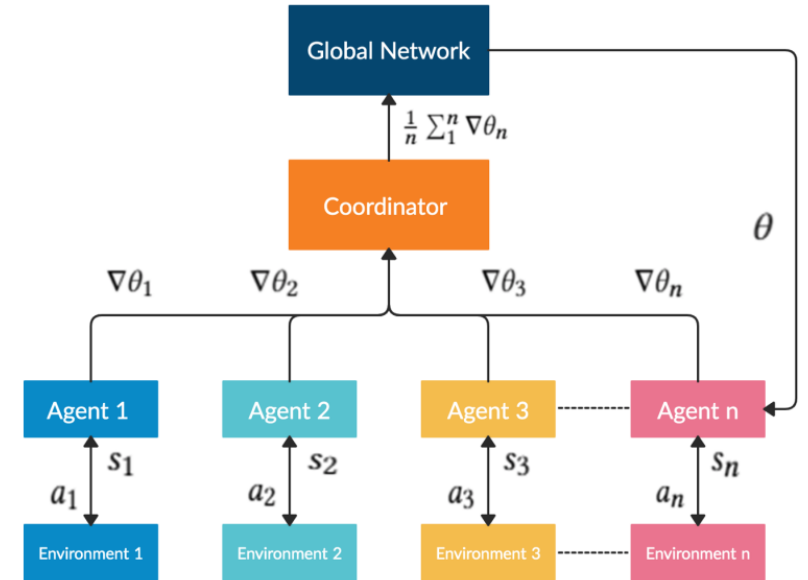 Global Network
1/n ∑₁ⁿ ∇θₙ
Coordinator
θ
∇θ₁ ∇θ₂ ∇θ₃ ∇θₙ
Agent 1 Agent 2 Agent 3 Agent n
s₁ s₂ s₃ sₙ
a₁ a₂ a₃ aₙ
Environment 1 Environment 2 Environment 3 Environment n